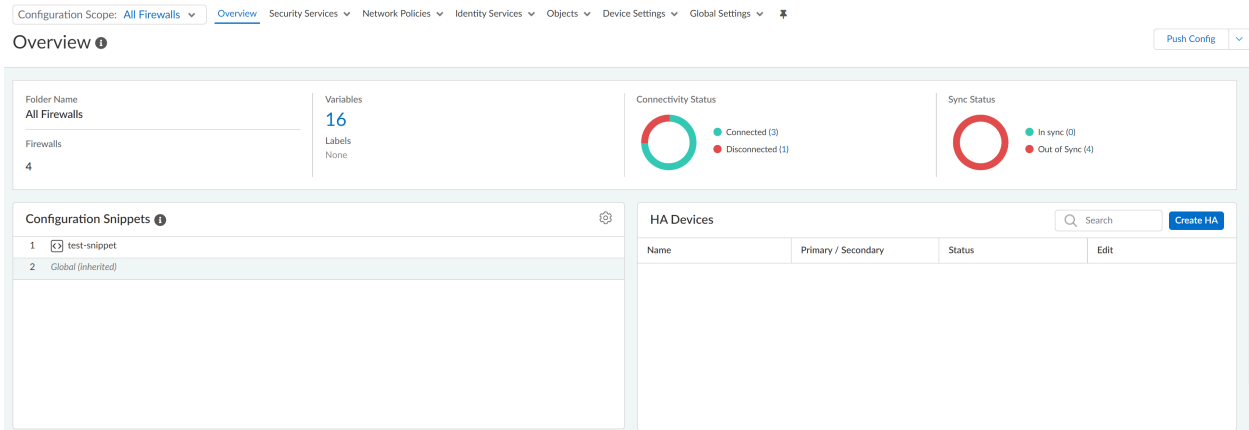 Configuration Scope: All Firewalls Overview Security Services Network Policies Identity Services Objects Device Settings Global Settings
Overview
Push Config
Folder Name
All Firewalls
Firewalls
4
Variables
16
Labels
None
Connectivity Status
Connected (3)
Disconnected (1)
Sync Status
In sync (0)
Out of Sync (4)
Configuration Snippets
1 test-snippet
2 Global (inherited)
HA Devices
Search
Create HA
Name Primary / Secondary Status Edit